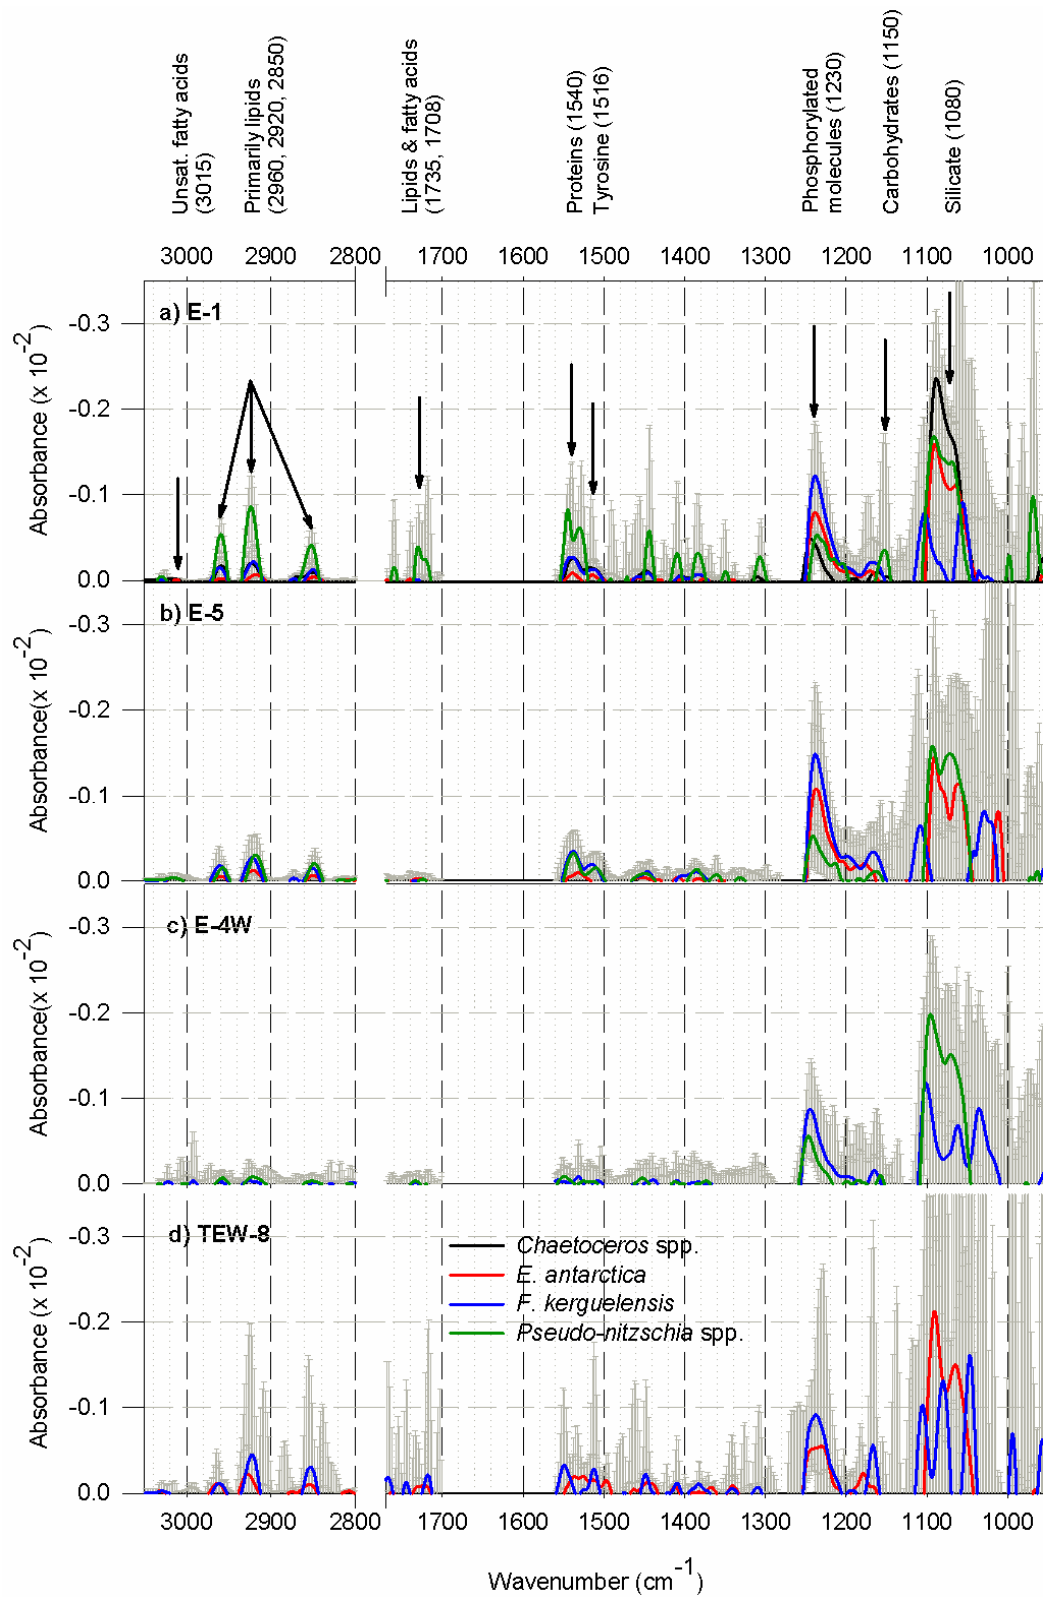 Unsat. fatty acids
(3015)
Primarily lipids
(2960, 2920, 2850)
Lipids & fatty acids
(1735, 1708)
Proteins (1540)
Tyrosine (1516)
Phosphorylated
molecules (1230)
Carbohydrates (1150)
Silicate (1080)
3000 2900 2800 1700 1600 1500 1400 1300 1200 1100 1000
a) E-1
-0.3
-0.2
-0.1
0.0
Absorbance (x 10-2)
b) E-5
-0.3
-0.2
-0.1
0.0
Absorbance(x 10-2)
c) E-4W
-0.3
-0.2
-0.1
0.0
Absorbance(x 10-2)
d) TEW-8
-0.3
-0.2
-0.1
0.0
Absorbance (x 10-2)
Chaetoceros spp.
E. antarctica
F. kerguelensis
Pseudo-nitzschia spp.
3000 2900 2800 1700 1600 1500 1400 1300 1200 1100 1000
Wavenumber (cm-1)